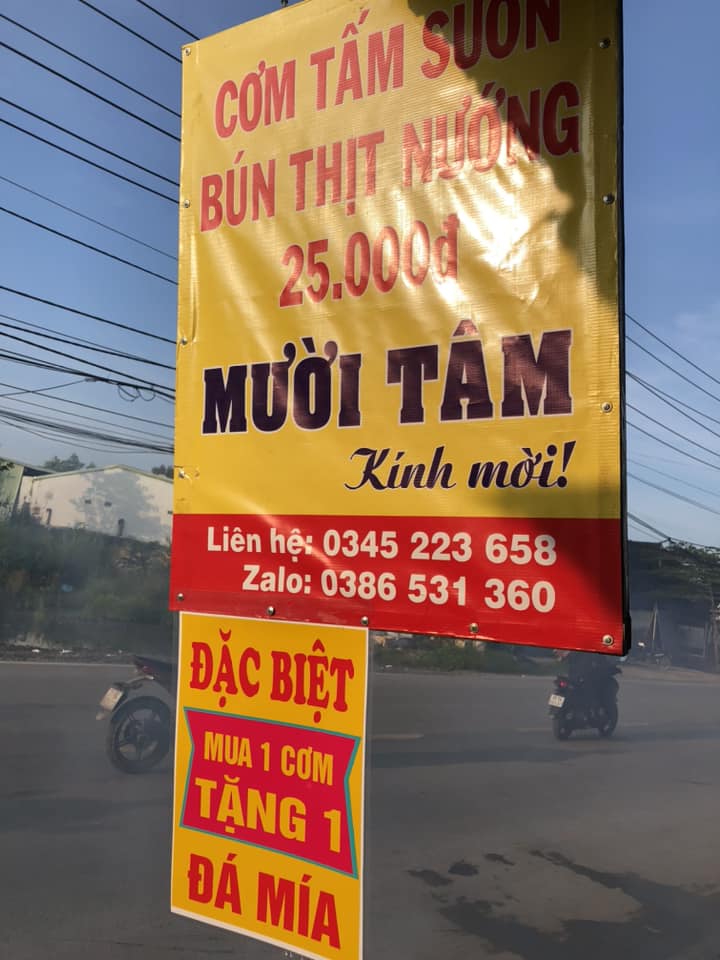 CƠM TẤM SƯỜN
BÚN THỊT NƯỚNG
25.000đ
MƯỜI TÂM
Kính mời!
Liên hệ: 0345 223 658
Zalo: 0386 531 360
ĐẶC BIỆT
MUA 1 CƠM
TẶNG 1
ĐÁ MÍA